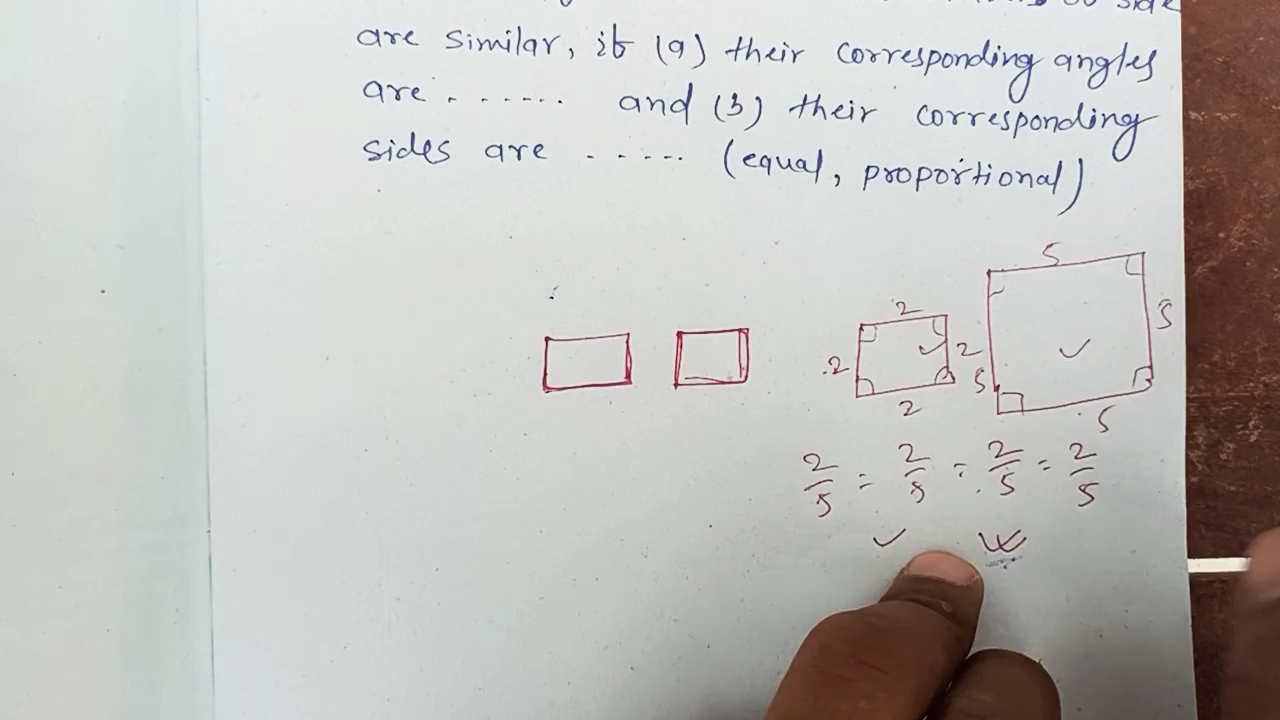 side
are similar, if (a) their corresponding angles
are ....... and (b) their corresponding
sides are ..... (equal, proportional)
5
2
5
2
2
5
2
5
2/5 = 2/5 = 2/5 = 2/5